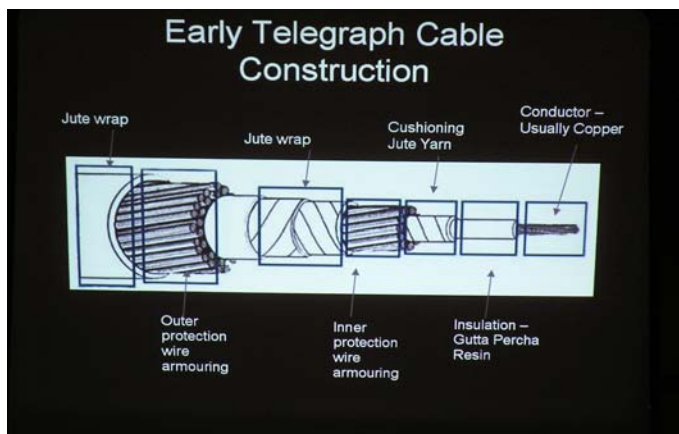 Early Telegraph Cable
Construction
Jute wrap
Jute wrap
Cushioning
Jute Yarn
Conductor –
Usually Copper
Outer
protection
wire
armouring
Inner
protection
wire
armouring
Insulation –
Gutta Percha
Resin